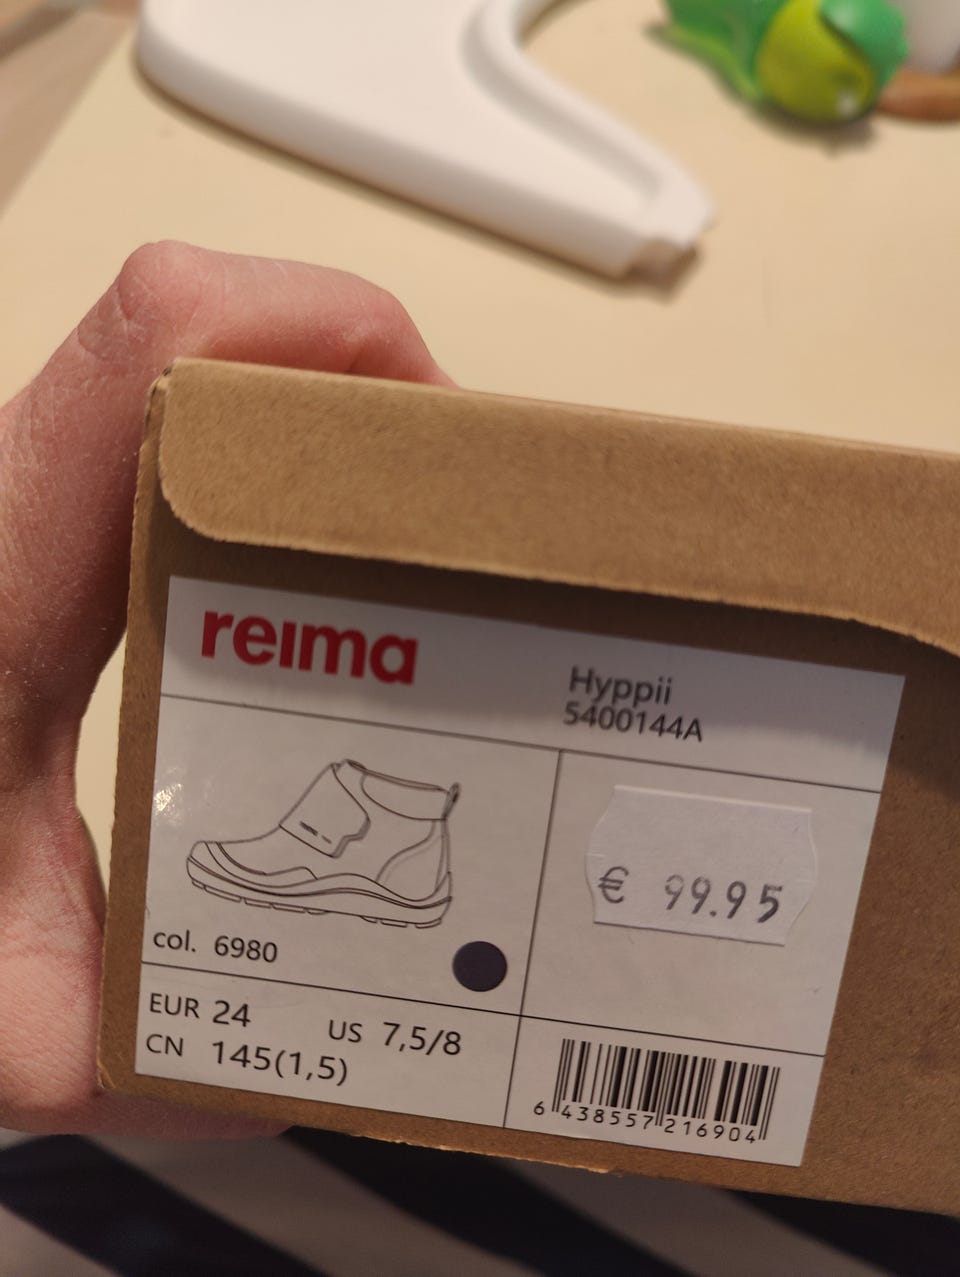 reima
Hyppii
5400144A
€ 99.95
col. 6980
EUR 24
US 7,5/8
CN 145(1,5)
6 438557 216904